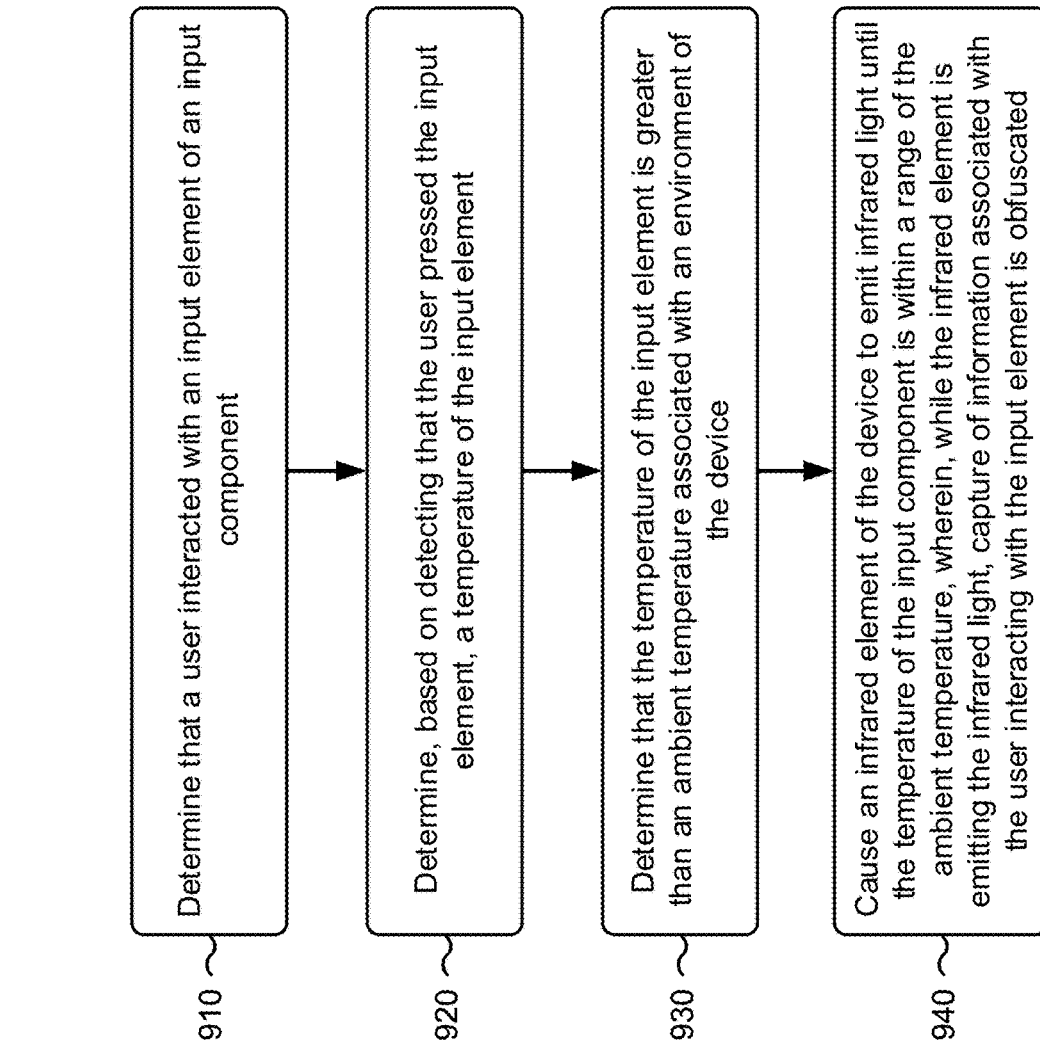 910
Determine that a user interacted with an input element of an input
component
920
Determine, based on detecting that the user pressed the input
element, a temperature of the input element
930
Determine that the temperature of the input element is greater
than an ambient temperature associated with an environment of
the device
940
Cause an infrared element of the device to emit infrared light until
the temperature of the input component is within a range of the
ambient temperature, wherein, while the infrared element is
emitting the infrared light, capture of information associated with
the user interacting with the input element is obfuscated